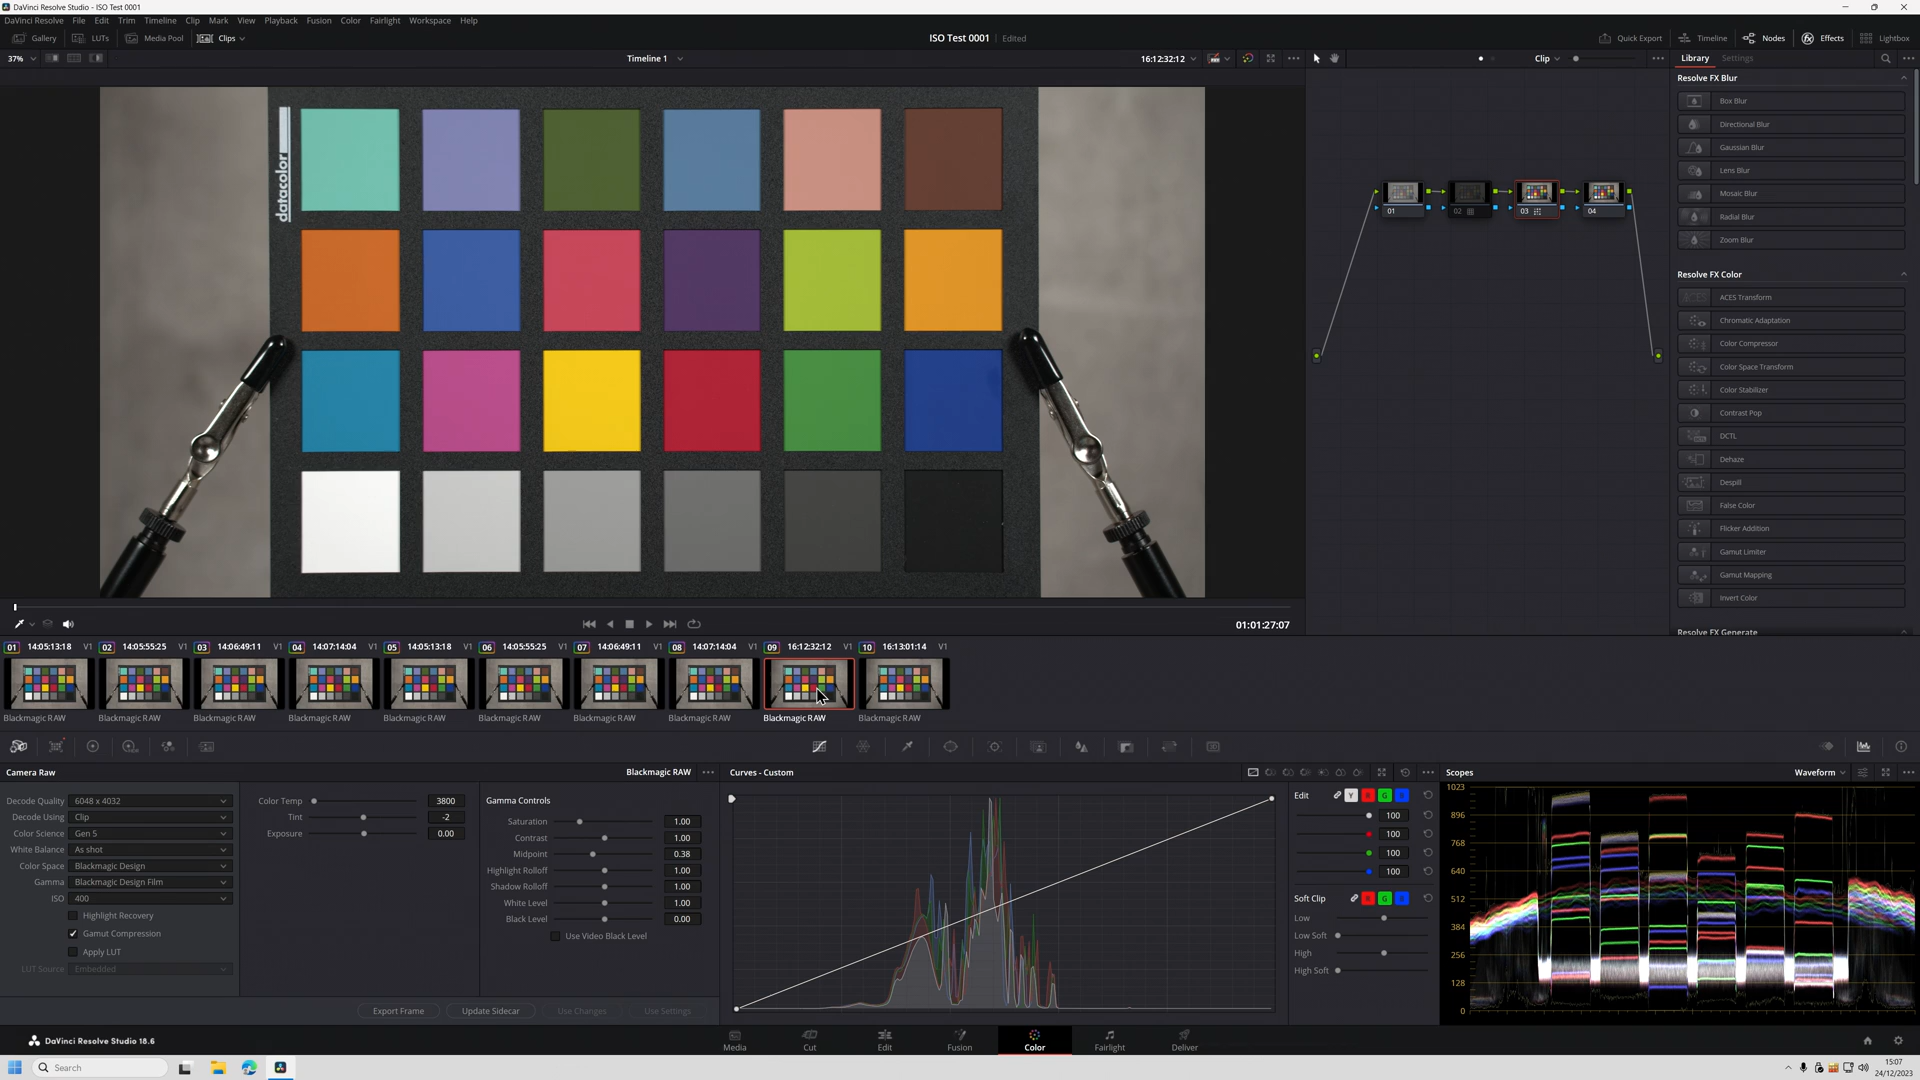 DaVinci Resolve Studio - ISO Test 0001
DaVinci Resolve File Edit Trim Timeline Clip Mark View Playback Fusion Color Fairlight Workspace Help
Gallery LUTs Media Pool Clips ISO Test 0001 Edited Quick Export Timeline Nodes Effects Lightbox
37% Timeline 1 16:12:32:12 Clip Library Settings
datacolor
01 02 03 04
Resolve FX Blur
Box Blur
Directional Blur
Gaussian Blur
Lens Blur
Mosaic Blur
Radial Blur
Zoom Blur
Resolve FX Color
ACES Transform
Chromatic Adaptation
Color Compressor
Color Space Transform
Color Stabilizer
Contrast Pop
DCTL
Dehaze
Despill
False Color
Flicker Addition
Gamut Limiter
Gamut Mapping
Invert Color
Resolve FX Generate
01:01:27:07
01 14:05:13:18 V1 02 14:05:55:25 V1 03 14:06:49:11 V1 04 14:07:14:04 V1 05 14:05:13:18 V1 06 14:05:55:25 V1 07 14:06:49:11 V1 08 14:07:14:04 V1 09 16:12:32:12 V1 10 16:13:01:14 V1
Blackmagic RAW Blackmagic RAW Blackmagic RAW Blackmagic RAW Blackmagic RAW Blackmagic RAW Blackmagic RAW Blackmagic RAW Blackmagic RAW Blackmagic RAW
Camera Raw Blackmagic RAW
Decode Quality 6048 x 4032
Decode Using Clip
Color Science Gen 5
White Balance As shot
Color Space Blackmagic Design
Gamma Blackmagic Design Film
ISO 400
Highlight Recovery
Gamut Compression
Apply LUT
LUT Source Embedded
Color Temp 3800
Tint -2
Exposure 0.00
Gamma Controls
Saturation 1.00
Contrast 1.00
Midpoint 0.38
Highlight Rolloff 1.00
Shadow Rolloff 1.00
White Level 1.00
Black Level 0.00
Use Video Black Level
Export Frame Update Sidecar Use Changes Use Settings
Curves - Custom
Edit Y R G B
100
100
100
100
Soft Clip R G B
Low
Low Soft
High
High Soft
Scopes Waveform
1023
896
768
640
512
384
256
128
0
DaVinci Resolve Studio 18.6
Media Cut Edit Fusion Color Fairlight Deliver
Search
15:07
24/12/2023